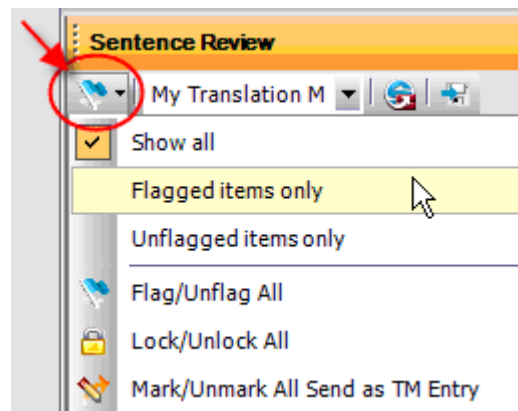 Sentence Review
My Translation M
Show all
Flagged items only
Unflagged items only
Flag/Unflag All
Lock/Unlock All
Mark/Unmark All Send as TM Entry